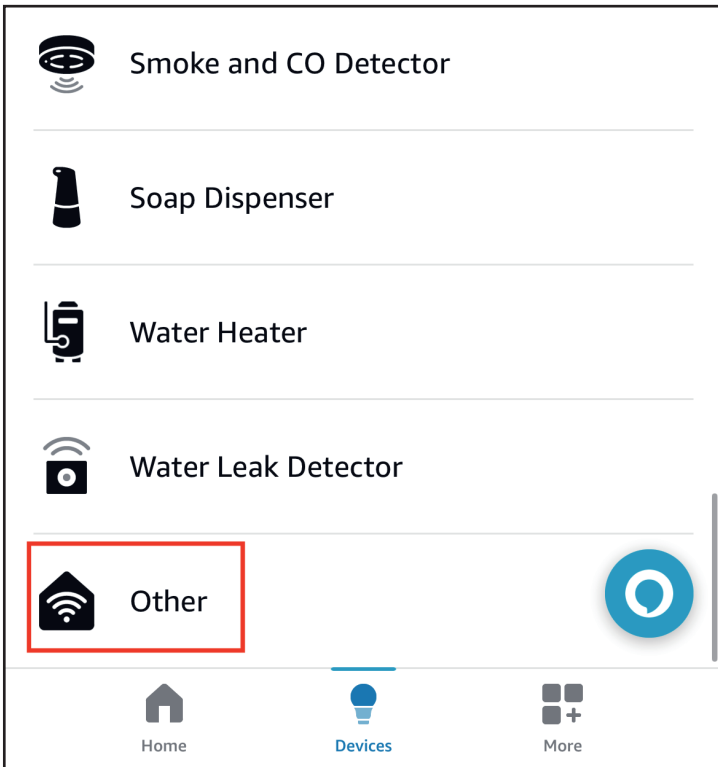 Smoke and CO Detector
Soap Dispenser
Water Heater
Water Leak Detector
Other
Home
Devices
More